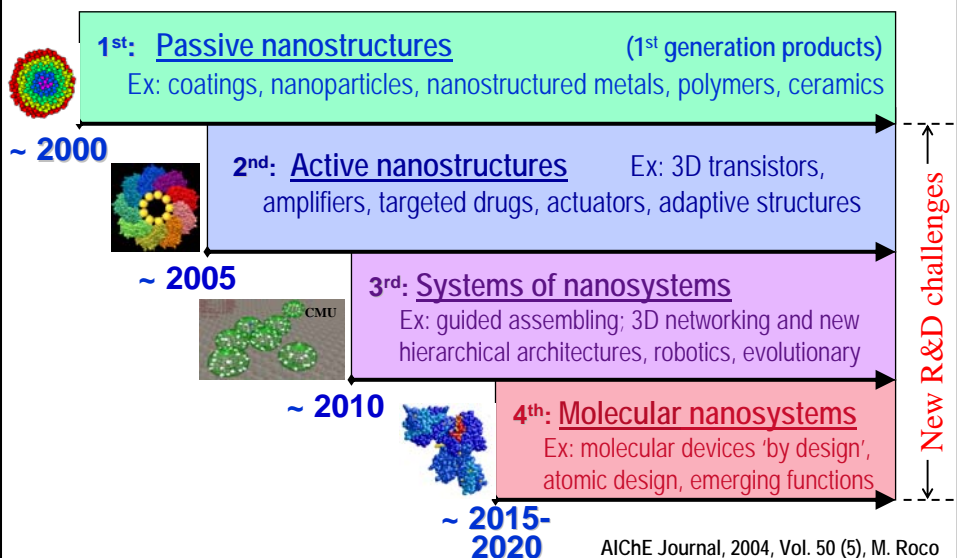 1st: Passive nanostructures (1st generation products)
Ex: coatings, nanoparticles, nanostructured metals, polymers, ceramics
~ 2000
2nd: Active nanostructures Ex: 3D transistors,
amplifiers, targeted drugs, actuators, adaptive structures
~ 2005
CMU
3rd: Systems of nanosystems
Ex: guided assembling; 3D networking and new
hierarchical architectures, robotics, evolutionary
~ 2010
4th: Molecular nanosystems
Ex: molecular devices ‘by design’,
atomic design, emerging functions
~ 2015-
2020
New R&D challenges
AIChE Journal, 2004, Vol. 50 (5), M. Roco